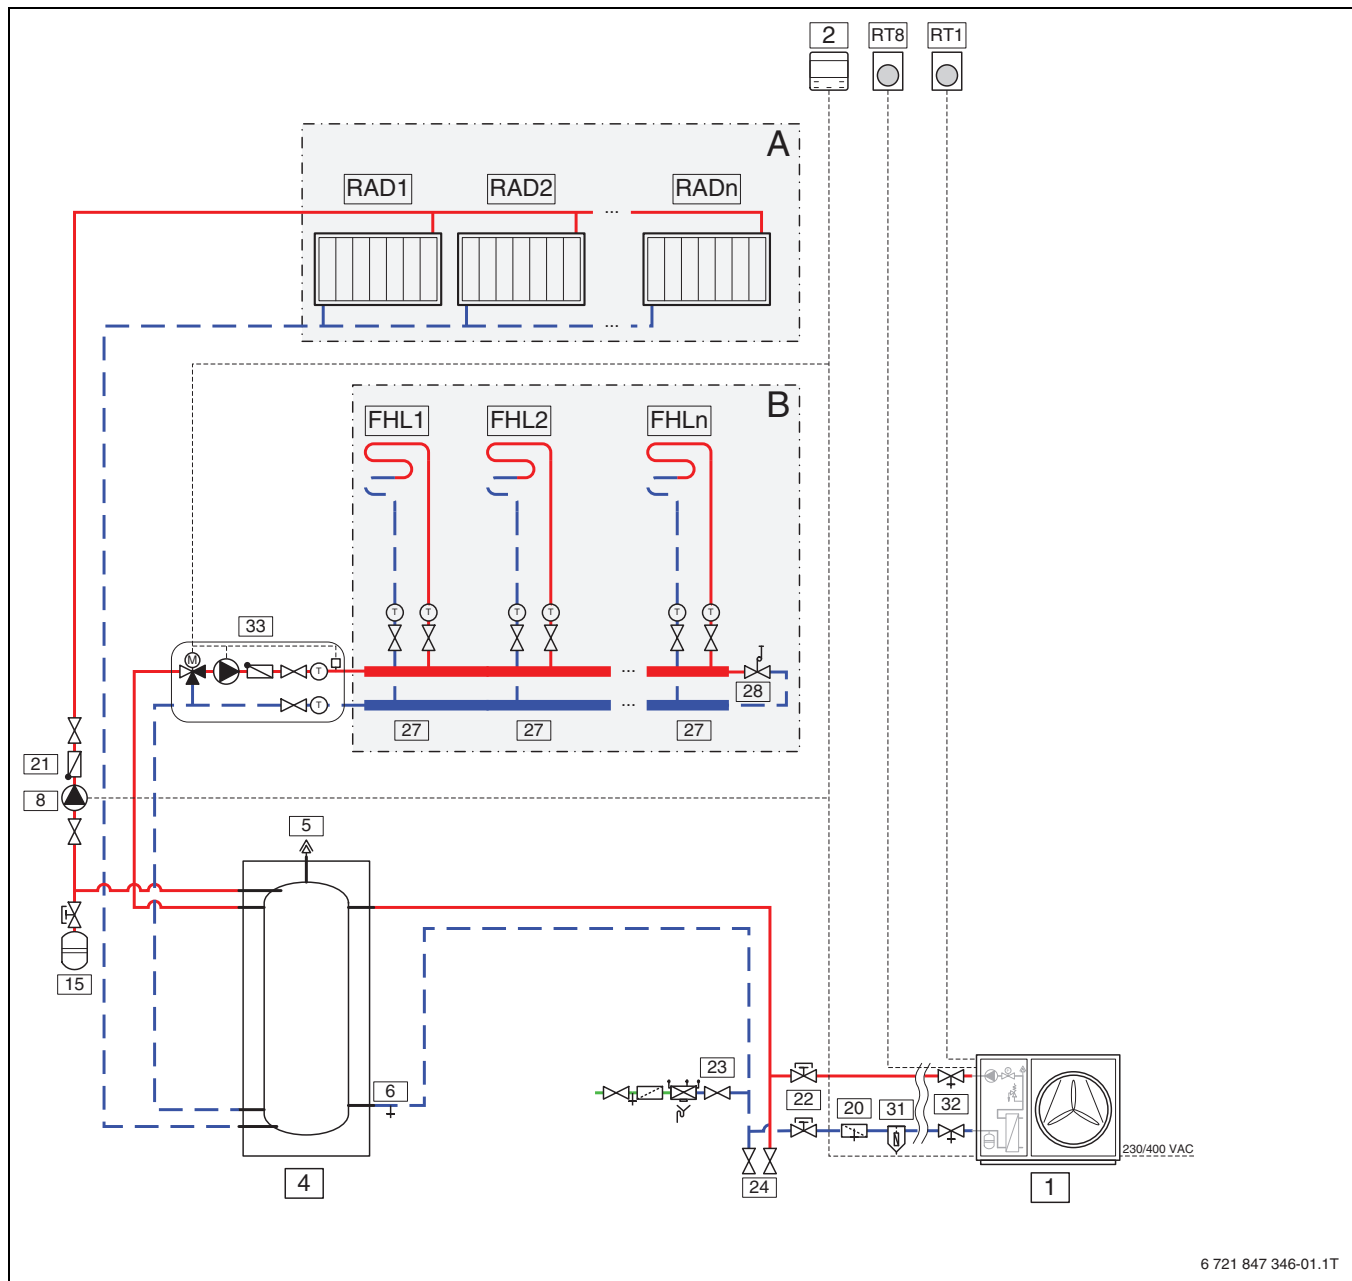 2 RT8 RT1
A
RAD1 RAD2 RADn
... 
...
B
FHL1 FHL2 FHLn
T T T T T T
33
M T
...
28
T
...
27 27 27
21
8
5
15
6
23
22 20 31 32
230/400 VAC
4
24
1
6 721 847 346-01.1T